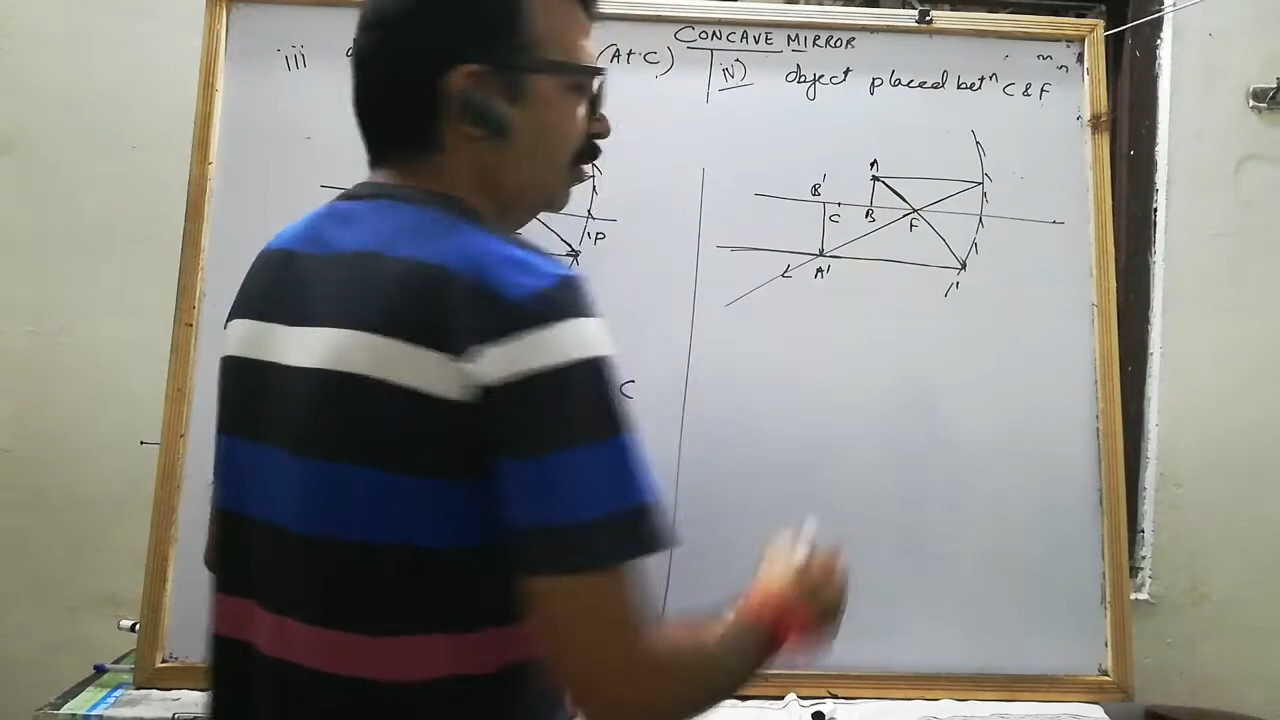 CONCAVE MIRROR
iii
(At C)
iv) object placed betⁿ C & F
P
C
A
B'
C
B
F
A'